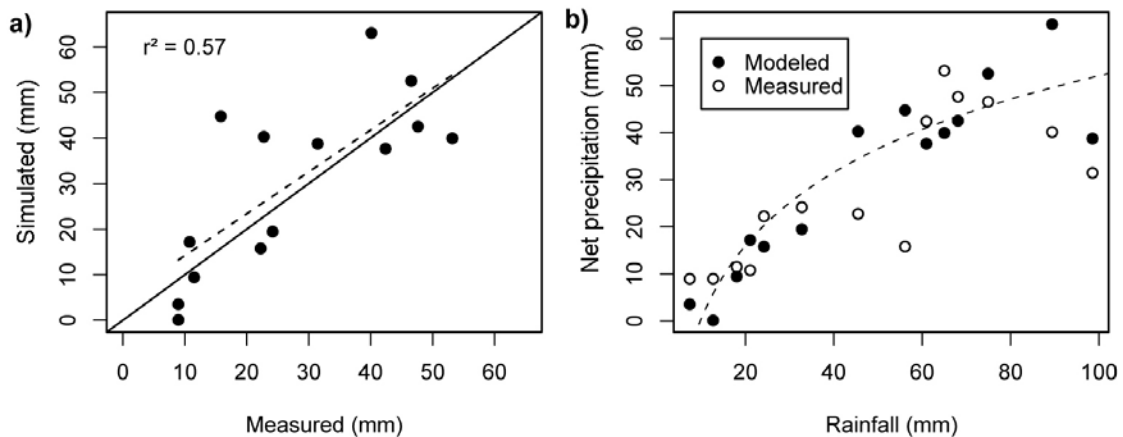 a)
r² = 0.57
Simulated (mm)
0 10 20 30 40 50 60
0 10 20 30 40 50 60
Measured (mm)
b)
Modeled
Measured
Net precipitation (mm)
0 10 20 30 40 50 60
20 40 60 80 100
Rainfall (mm)